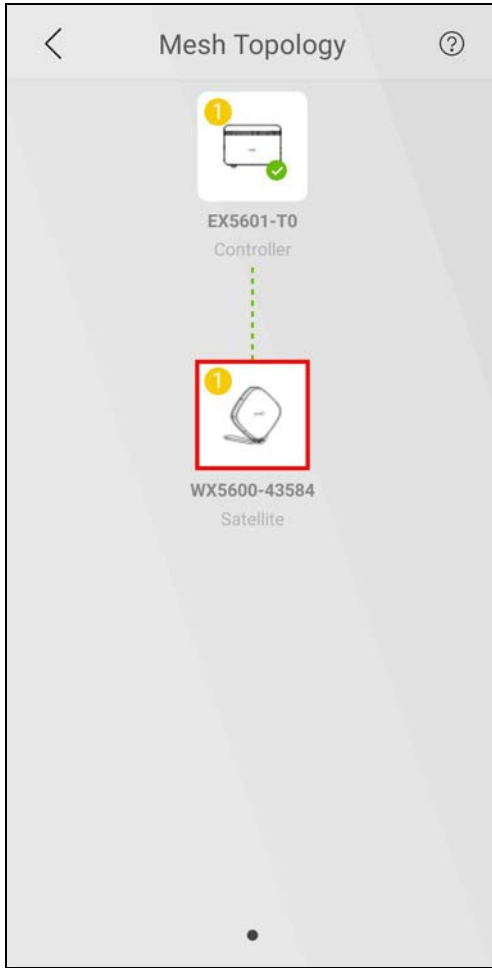 Mesh Topology
?
1
EX5601-T0
Controller
1
WX5600-43584
Satellite